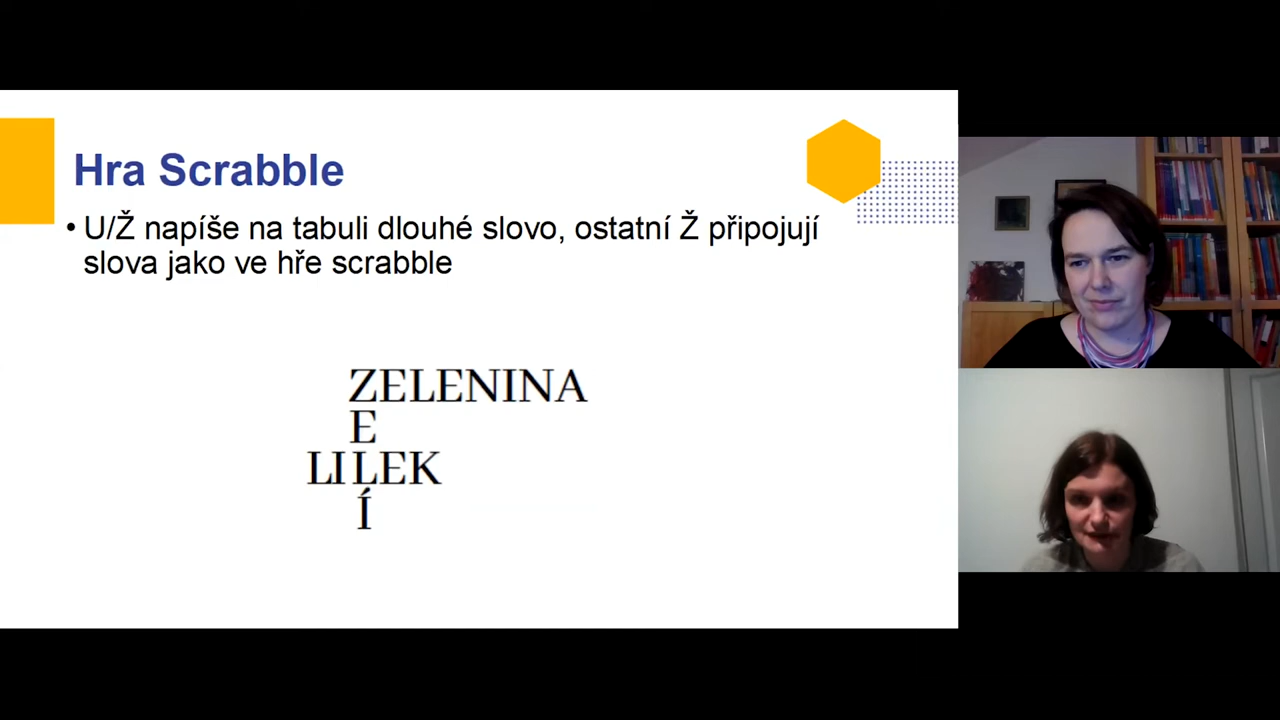 Hra Scrabble
• U/Ž napíše na tabuli dlouhé slovo, ostatní Ž připojují
slova jako ve hře scrabble
ZELENINA
E
LILEK
Í